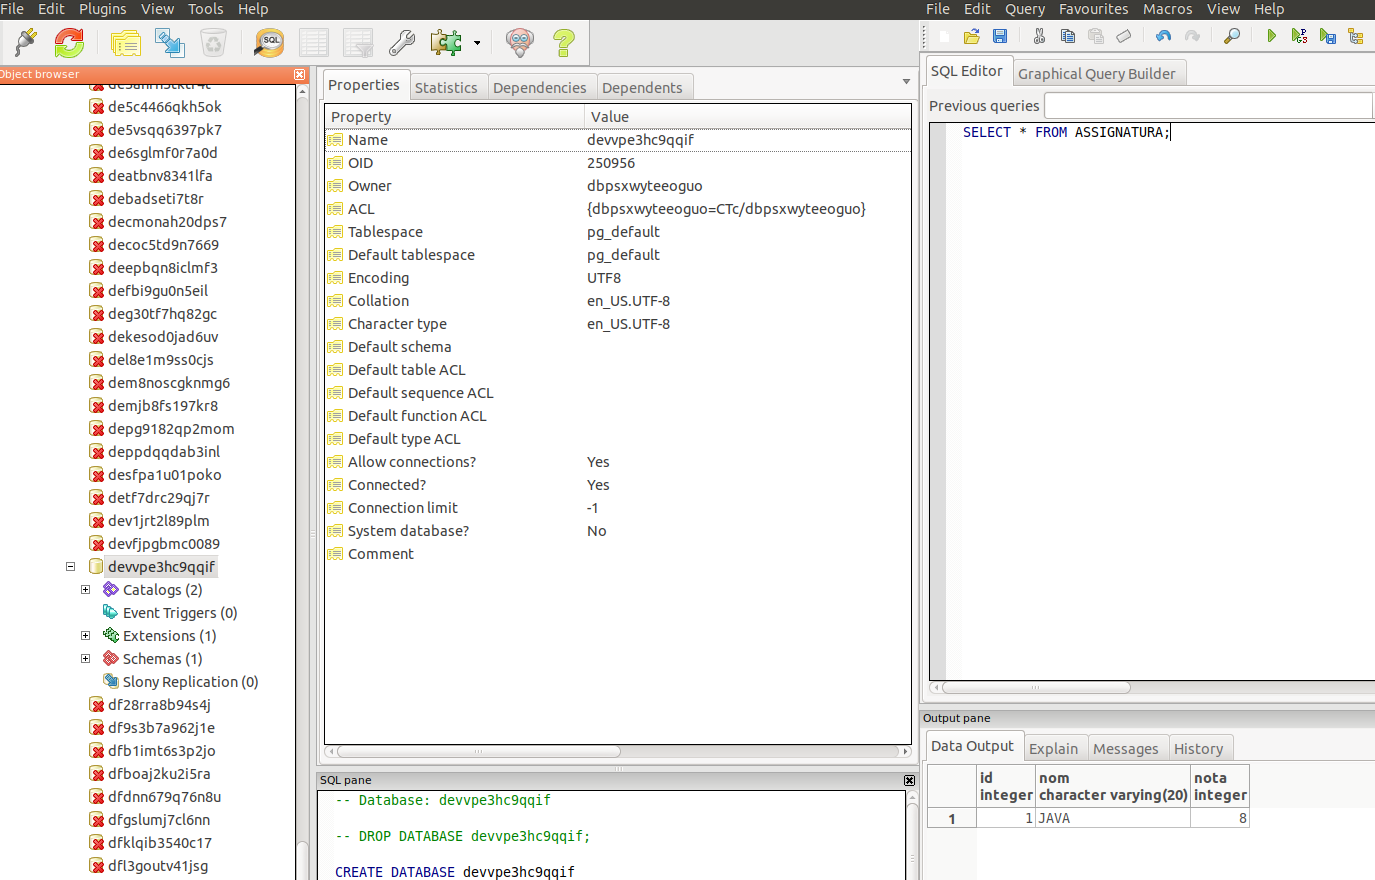 File Edit Plugins View Tools Help
SQL
Object browser
de5c4466qkh5ok
de5vsqq6397pk7
de6sglmf0r7a0d
deatbnv8341lfa
debadseti7t8r
decmonah20dps7
decoc5td9n7669
deepbqn8iclmf3
defbi9gu0n5eil
deg30tf7hq82gc
dekesod0jad6uv
del8e1m9ss0cjs
dem8noscgknmg6
demjb8fs197kr8
depg9182qp2mom
deppdqqdab3inl
desfpa1u01poko
detf7drc29qj7r
dev1jrt2l89plm
devfjpgbmc0089
devvpe3hc9qqif
Catalogs (2)
Event Triggers (0)
Extensions (1)
Schemas (1)
Slony Replication (0)
df28rra8b94s4j
df9s3b7a962j1e
dfb1imt6s3p2jo
dfboaj2ku2i5ra
dfdnn679q76n8u
dfgslumj7cl6nn
dfklqib3540c17
dfl3goutv41jsg
Properties Statistics Dependencies Dependents
Property Value
Name devvpe3hc9qqif
OID 250956
Owner dbpsxwyteeoguo
ACL {dbpsxwyteeoguo=CTc/dbpsxwyteeoguo}
Tablespace pg_default
Default tablespace pg_default
Encoding UTF8
Collation en_US.UTF-8
Character type en_US.UTF-8
Default schema
Default table ACL
Default sequence ACL
Default function ACL
Default type ACL
Allow connections? Yes
Connected? Yes
Connection limit -1
System database? No
Comment
SQL pane
-- Database: devvpe3hc9qqif
-- DROP DATABASE devvpe3hc9qqif;
CREATE DATABASE devvpe3hc9qqif
File Edit Query Favourites Macros View Help
SQL Editor Graphical Query Builder
Previous queries
SELECT * FROM ASSIGNATURA;
Output pane
Data Output Explain Messages History
id nom nota
integer character varying(20) integer
1 1 JAVA 8